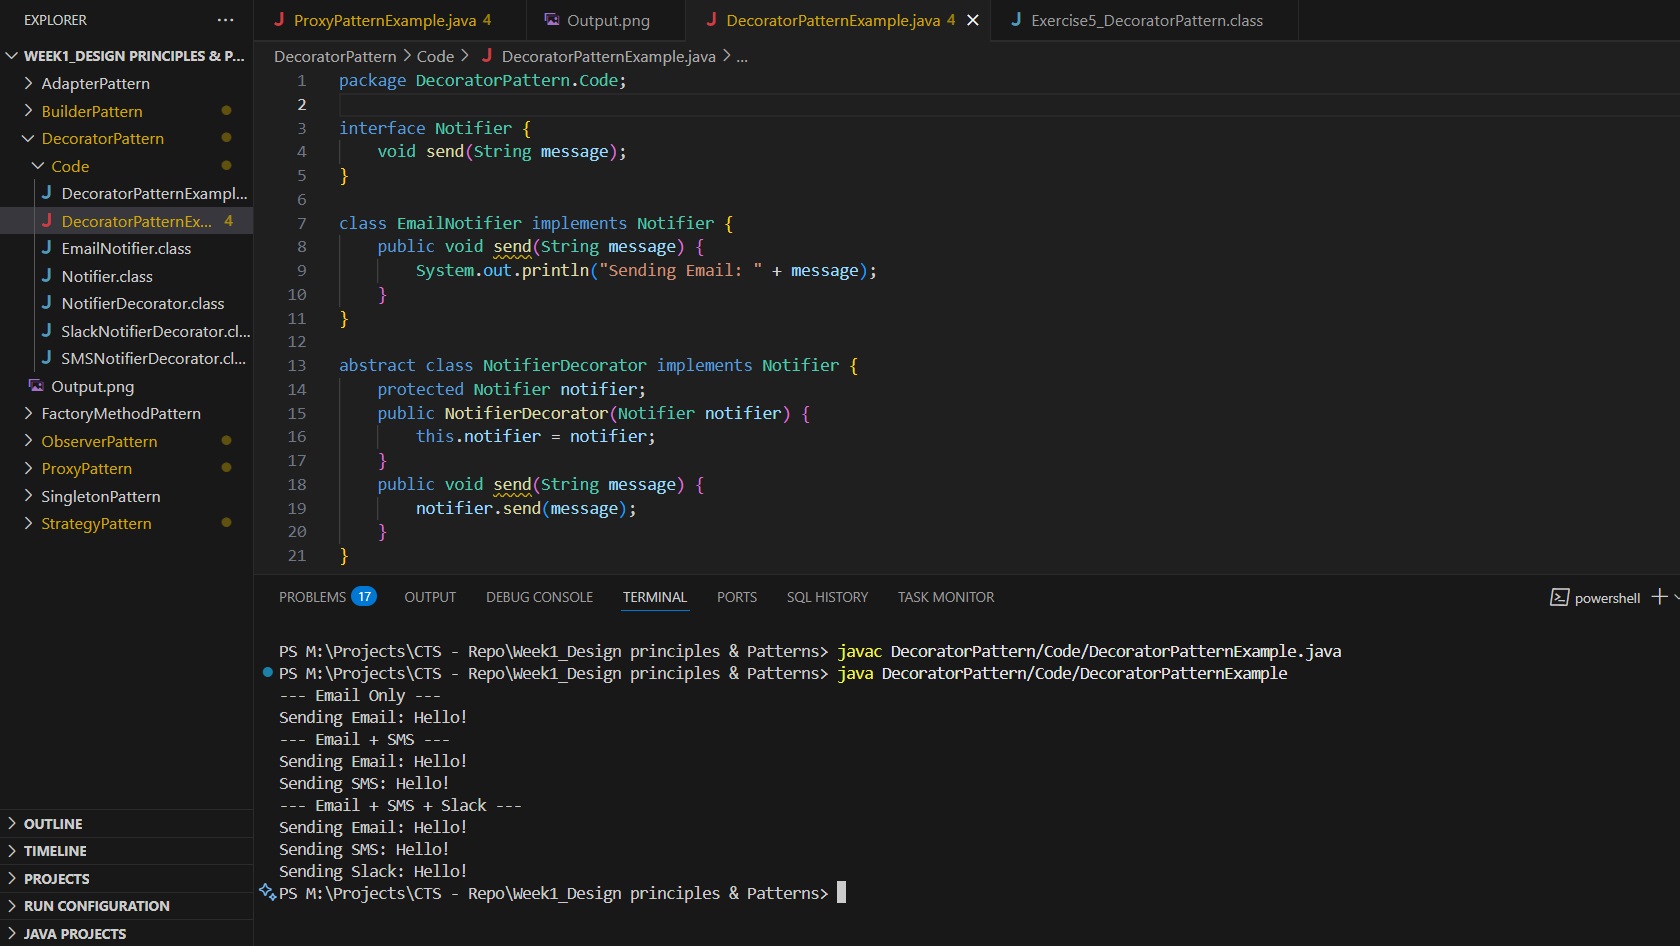 EXPLORER
WEEK1_DESIGN PRINCIPLES & P...
AdapterPattern
BuilderPattern
DecoratorPattern
Code
DecoratorPatternExampl...
DecoratorPatternEx... 4
EmailNotifier.class
Notifier.class
NotifierDecorator.class
SlackNotifierDecorator.cl...
SMSNotifierDecorator.cl...
Output.png
FactoryMethodPattern
ObserverPattern
ProxyPattern
SingletonPattern
StrategyPattern
OUTLINE
TIMELINE
PROJECTS
RUN CONFIGURATION
JAVA PROJECTS
ProxyPatternExample.java 4 Output.png DecoratorPatternExample.java 4 Exercise5_DecoratorPattern.class
DecoratorPattern > Code > DecoratorPatternExample.java > ...
1 package DecoratorPattern.Code;
2
3 interface Notifier {
4 void send(String message);
5 }
6
7 class EmailNotifier implements Notifier {
8 public void send(String message) {
9 System.out.println("Sending Email: " + message);
10 }
11 }
12
13 abstract class NotifierDecorator implements Notifier {
14 protected Notifier notifier;
15 public NotifierDecorator(Notifier notifier) {
16 this.notifier = notifier;
17 }
18 public void send(String message) {
19 notifier.send(message);
20 }
21 }
PROBLEMS 17 OUTPUT DEBUG CONSOLE TERMINAL PORTS SQL HISTORY TASK MONITOR powershell
PS M:\Projects\CTS - Repo\Week1_Design principles & Patterns> javac DecoratorPattern/Code/DecoratorPatternExample.java
PS M:\Projects\CTS - Repo\Week1_Design principles & Patterns> java DecoratorPattern/Code/DecoratorPatternExample
--- Email Only ---
Sending Email: Hello!
--- Email + SMS ---
Sending Email: Hello!
Sending SMS: Hello!
--- Email + SMS + Slack ---
Sending Email: Hello!
Sending SMS: Hello!
Sending Slack: Hello!
PS M:\Projects\CTS - Repo\Week1_Design principles & Patterns>